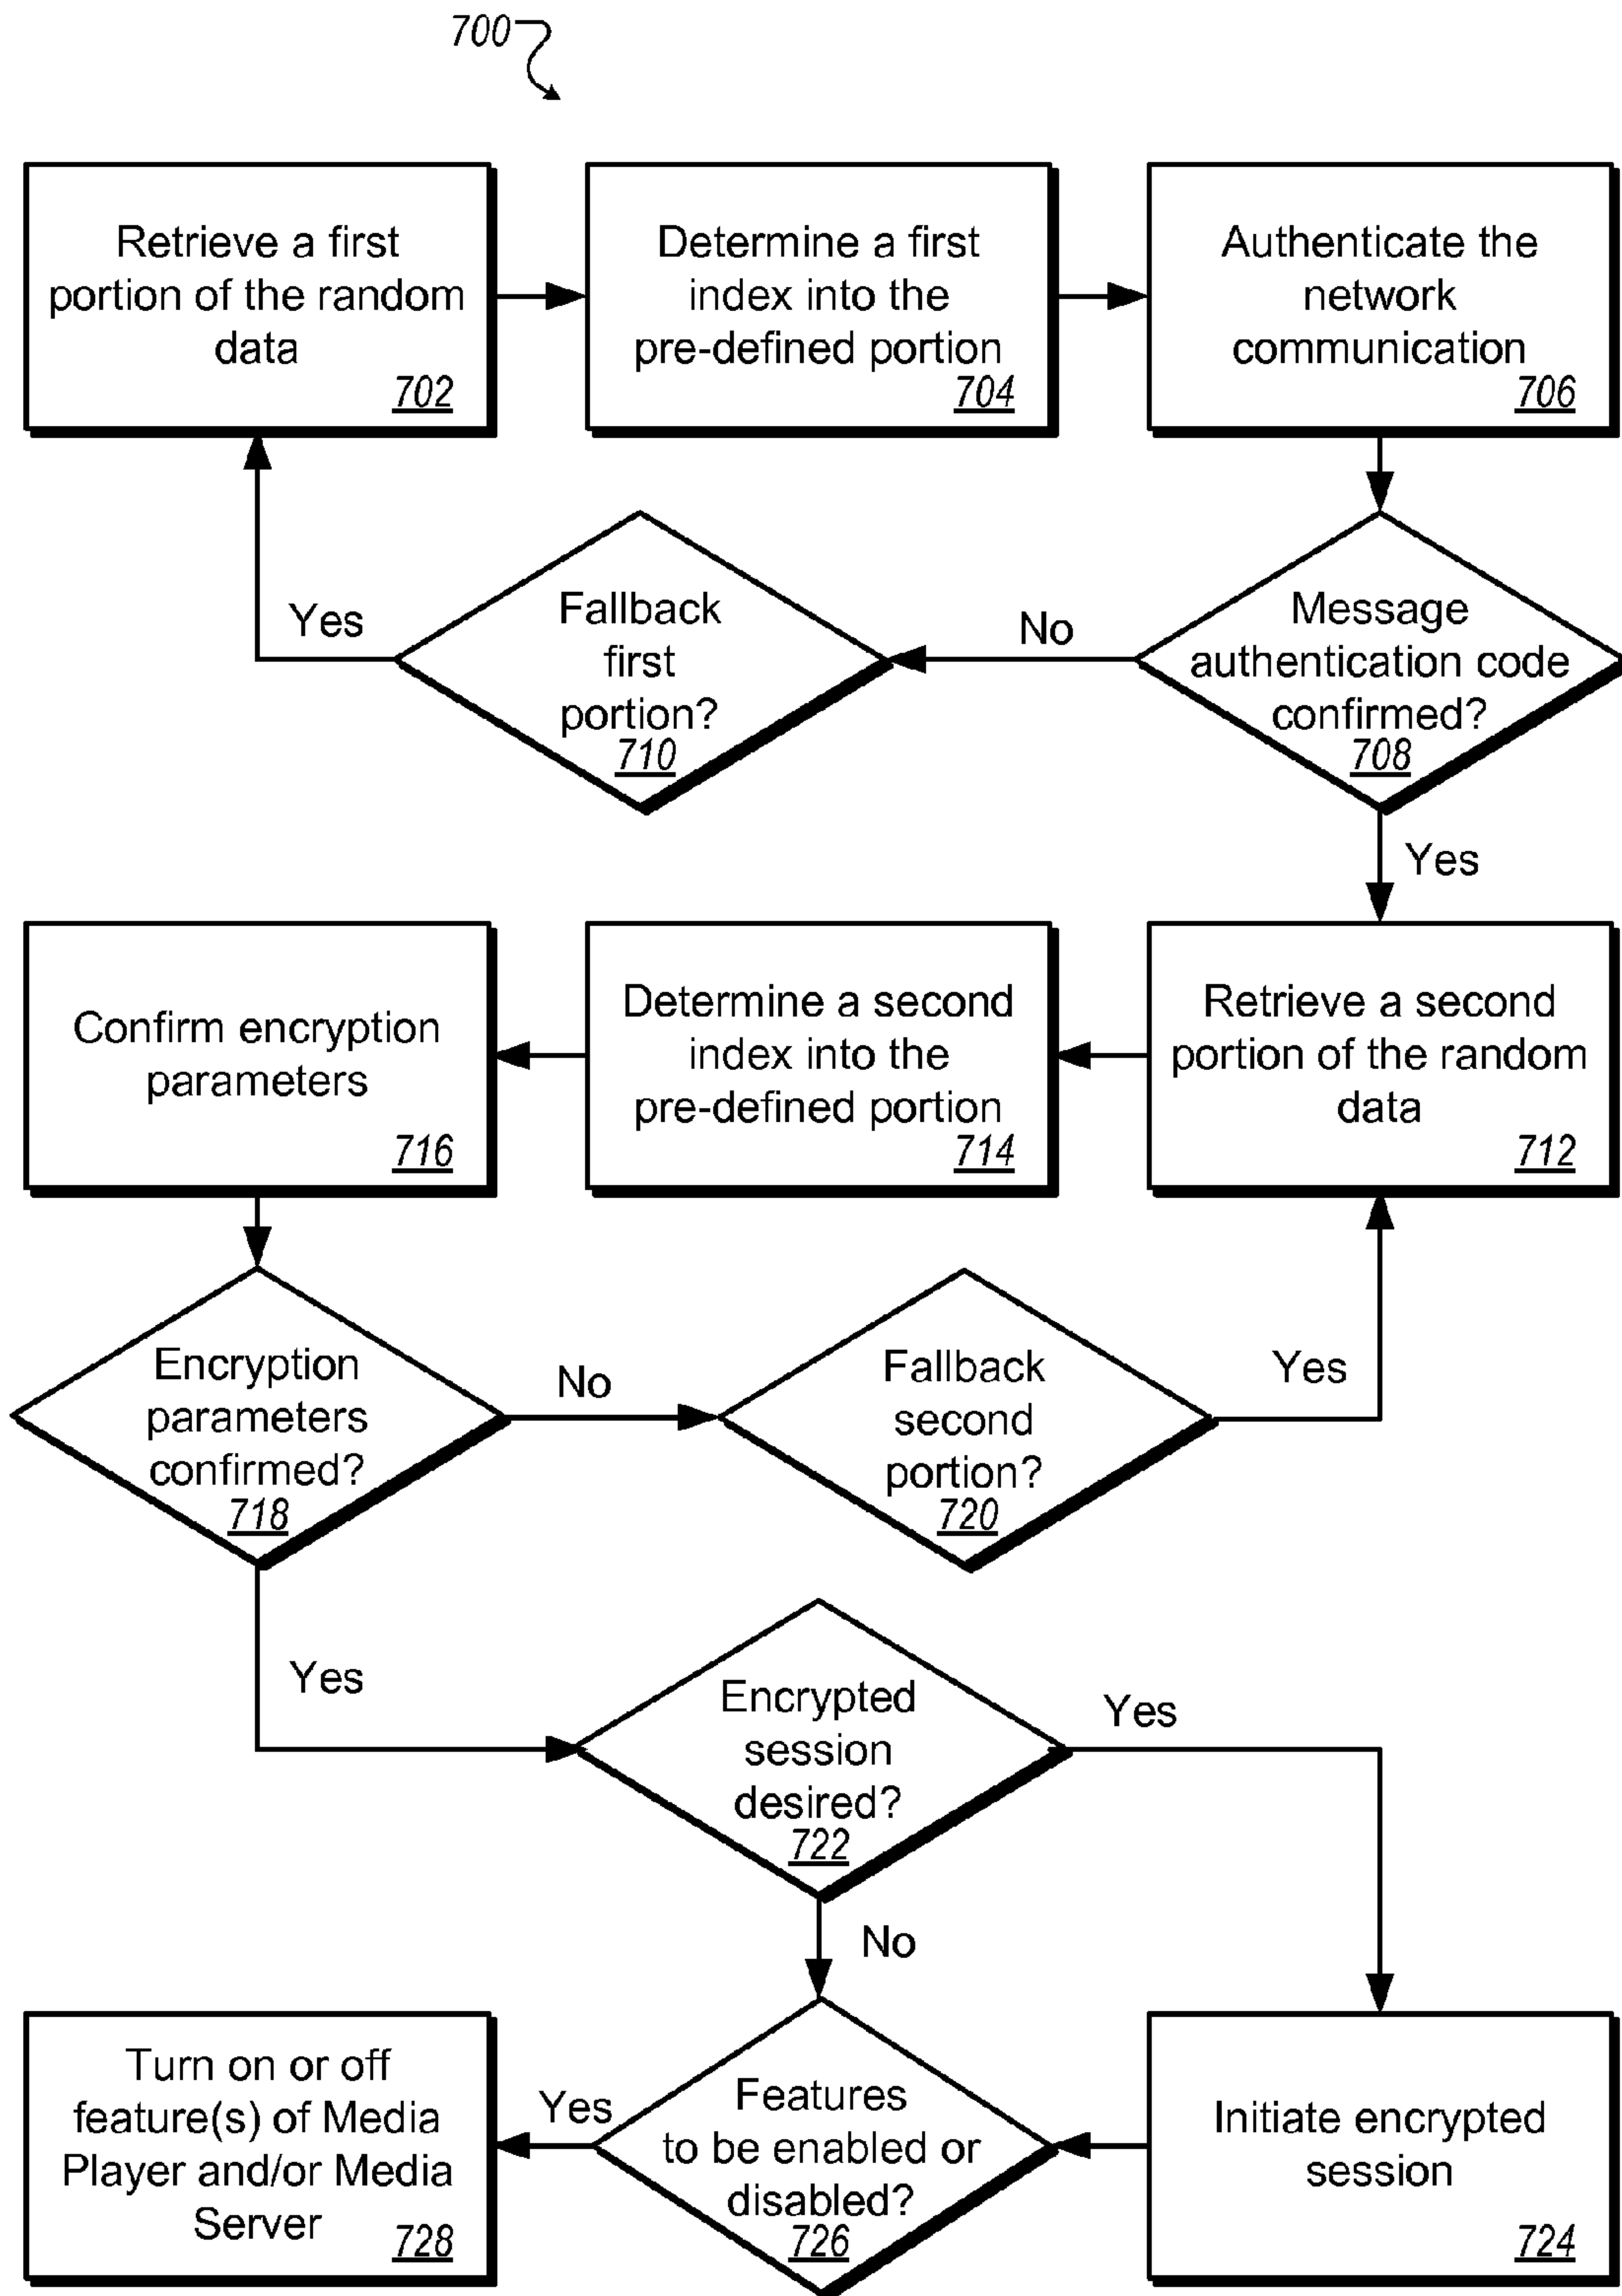 700
Retrieve a first
portion of the random
data
702
Determine a first
index into the
pre-defined portion
704
Authenticate the
network
communication
706
Yes
Fallback
first
portion?
710
No
Message
authentication code
confirmed?
708
Yes
Confirm encryption
parameters
716
Determine a second
index into the
pre-defined portion
714
Retrieve a second
portion of the random
data
712
Encryption
parameters
confirmed?
718
No
Fallback
second
portion?
720
Yes
Yes
Encrypted
session
desired?
722
Yes
No
Turn on or off
feature(s) of Media
Player and/or Media
Server
728
Yes
Features
to be enabled or
disabled?
726
Initiate encrypted
session
724